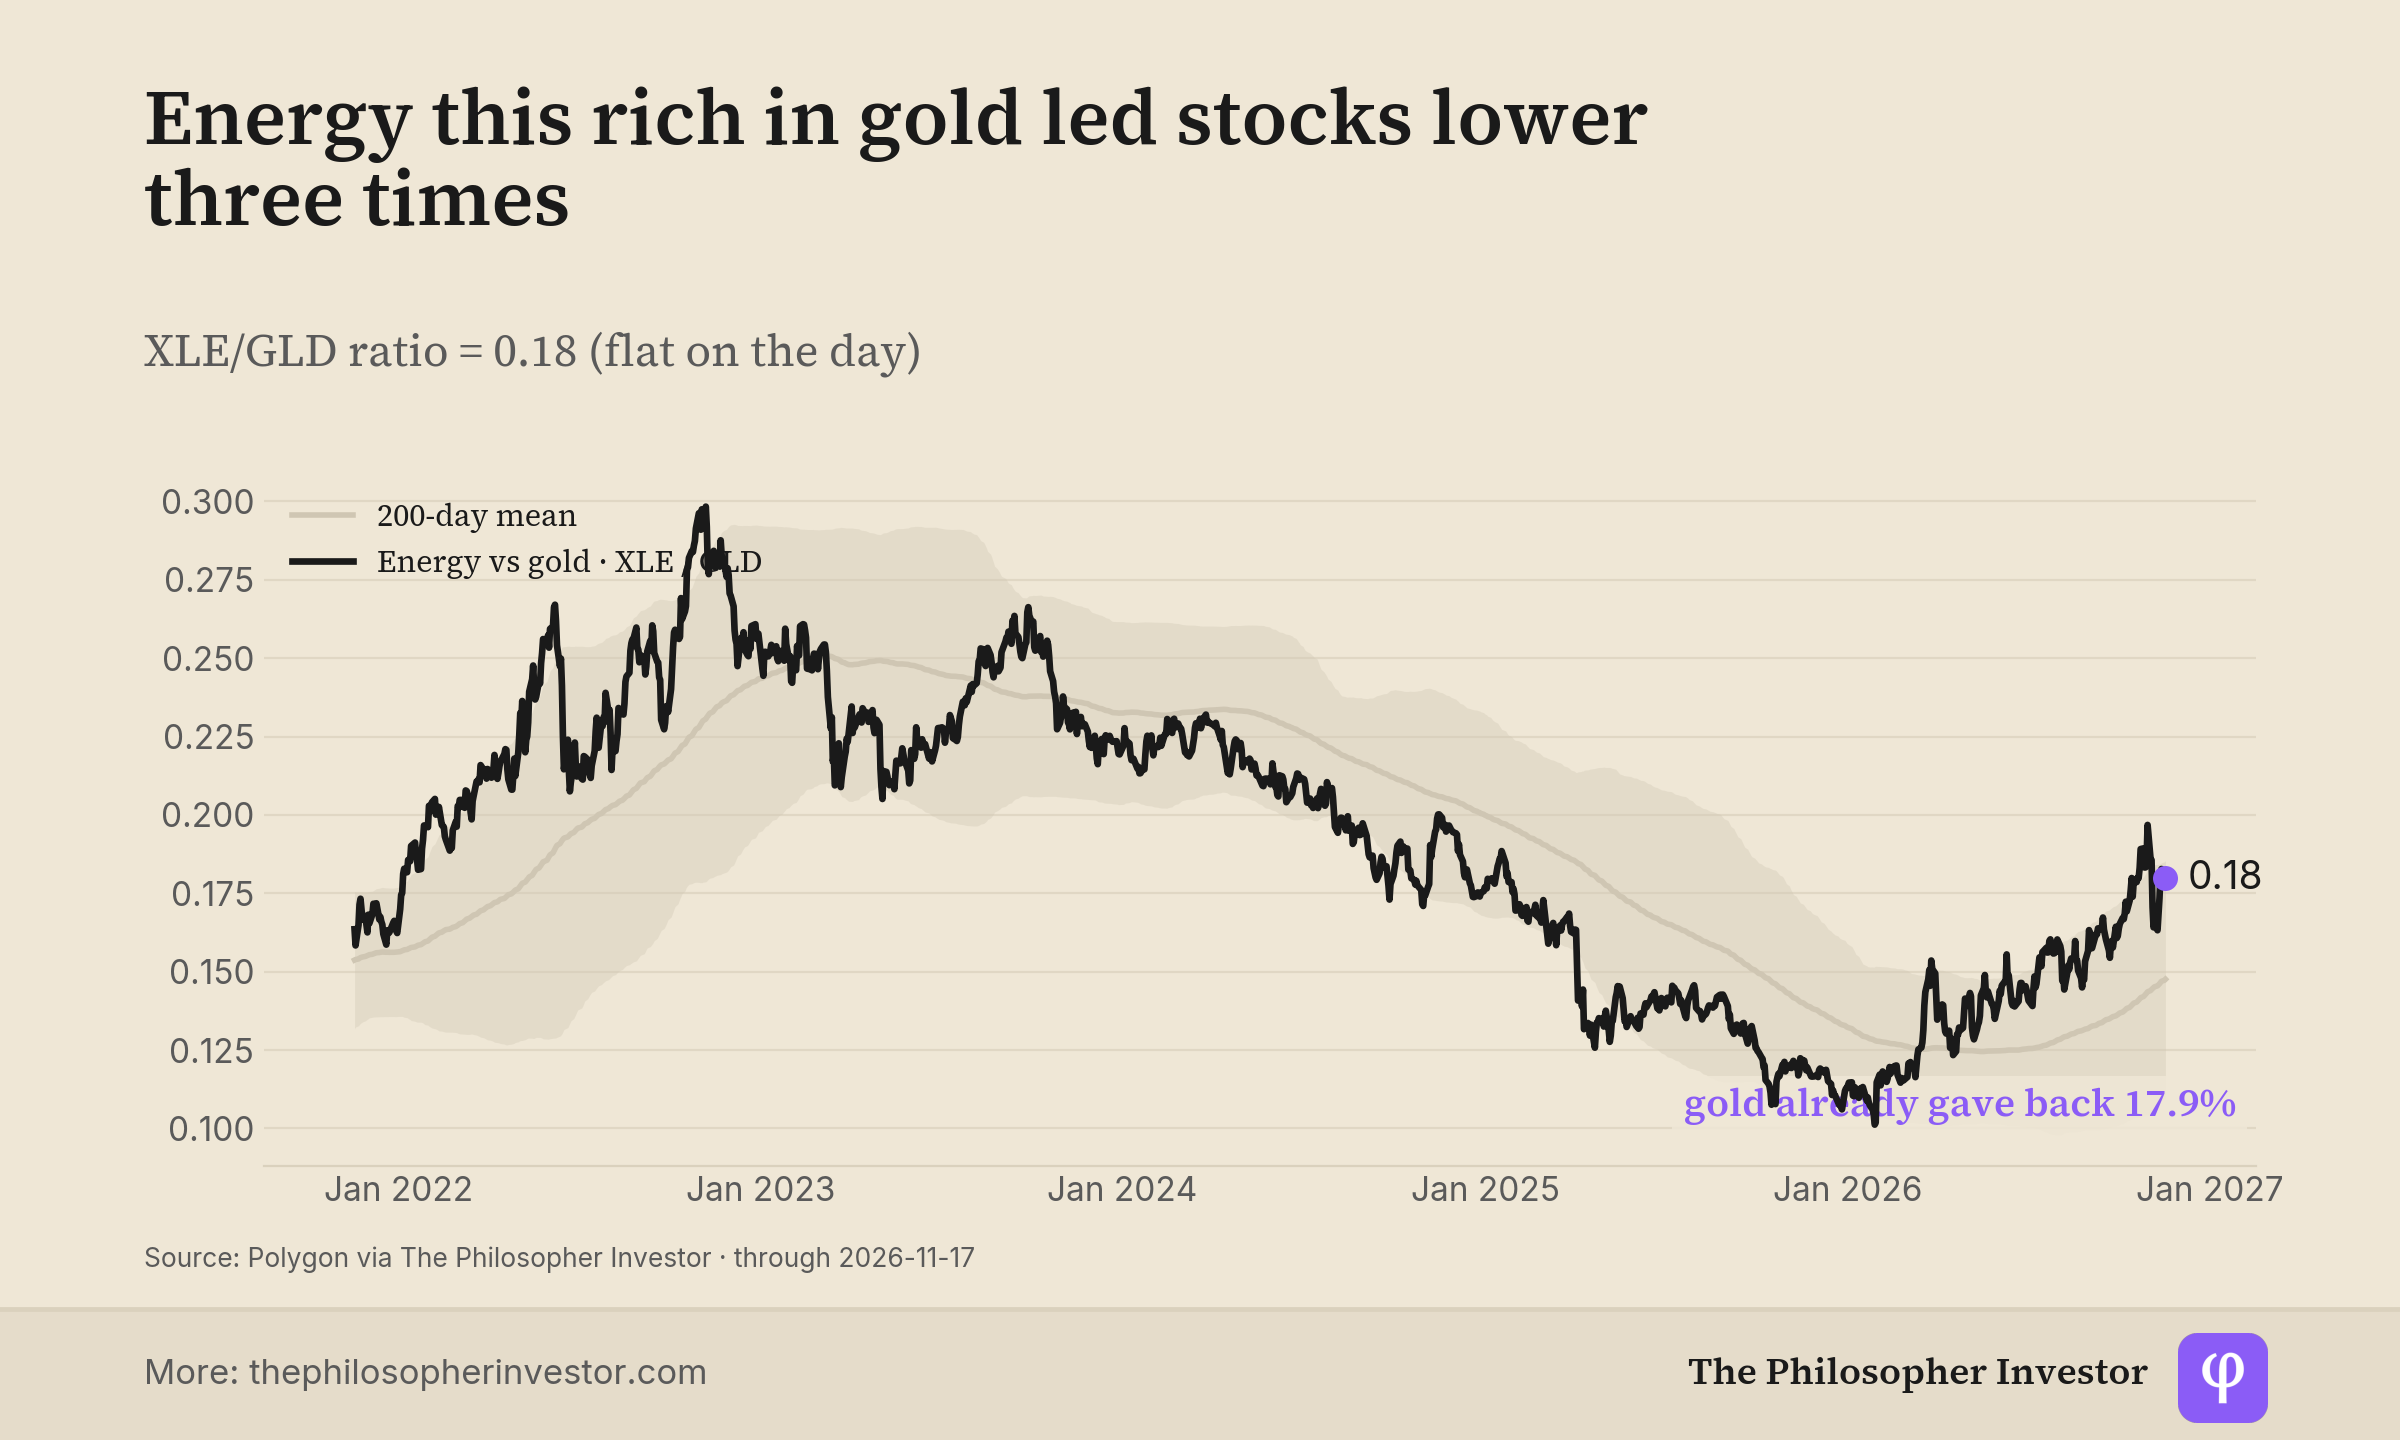 Energy this rich in gold led stocks lower
three times
XLE/GLD ratio = 0.18 (flat on the day)
0.300
0.275
0.250
0.225
0.200
0.175
0.150
0.125
0.100
200-day mean
Energy vs gold · XLE / GLD
0.18
gold already gave back 17.9%
Jan 2022
Jan 2023
Jan 2024
Jan 2025
Jan 2026
Jan 2027
Source: Polygon via The Philosopher Investor · through 2026-11-17
More: thephilosopherinvestor.com
The Philosopher Investor
φ